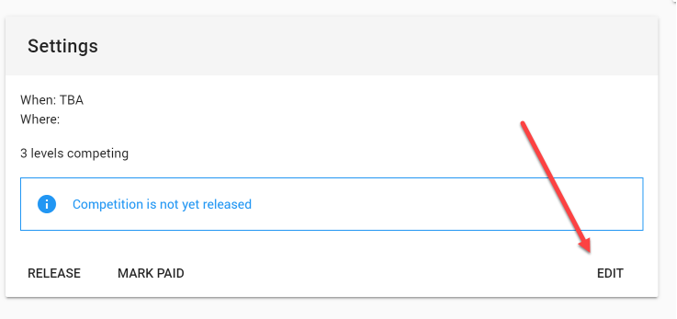 Settings
When: TBA
Where:
3 levels competing
Competition is not yet released
RELEASE MARK PAID EDIT